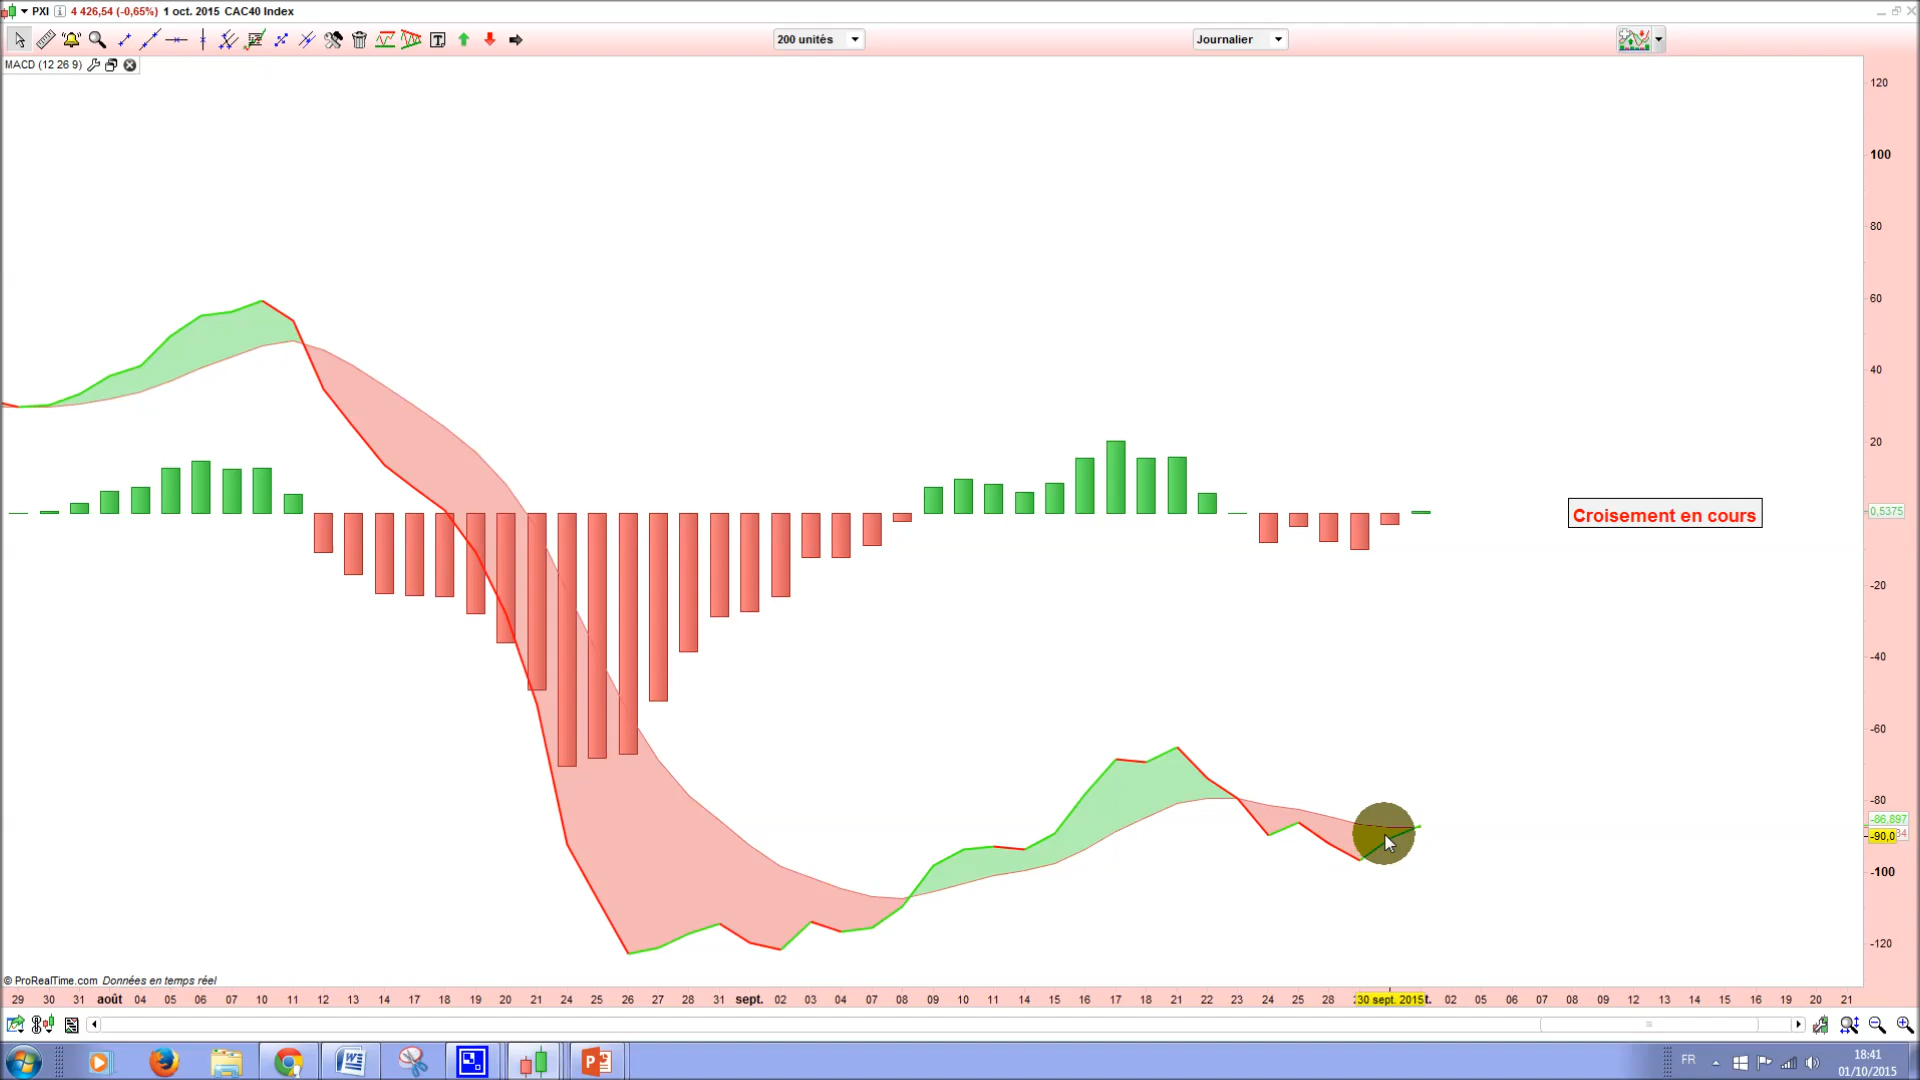 PXI 4 426,54 (-0,65%) 1 oct. 2015 CAC40 Index
200 unités
Journalier
MACD (12 26 9)
120
100
80
60
40
20
0,5375
-20
-40
-60
-80
-86,897
-90,0
-100
-120
Croisement en cours
© ProRealTime.com Données en temps réel
29 30 31 août 04 05 06 07 10 11 12 13 14 17 18 19 20 21 24 25 26 27 28 31 sept. 02 03 04 07 08 09 10 11 14 15 16 17 18 21 22 23 24 25 28 30 sept. 2015 t. 02 05 06 07 08 09 12 13 14 15 16 19 20 21
FR
18:41
01/10/2015